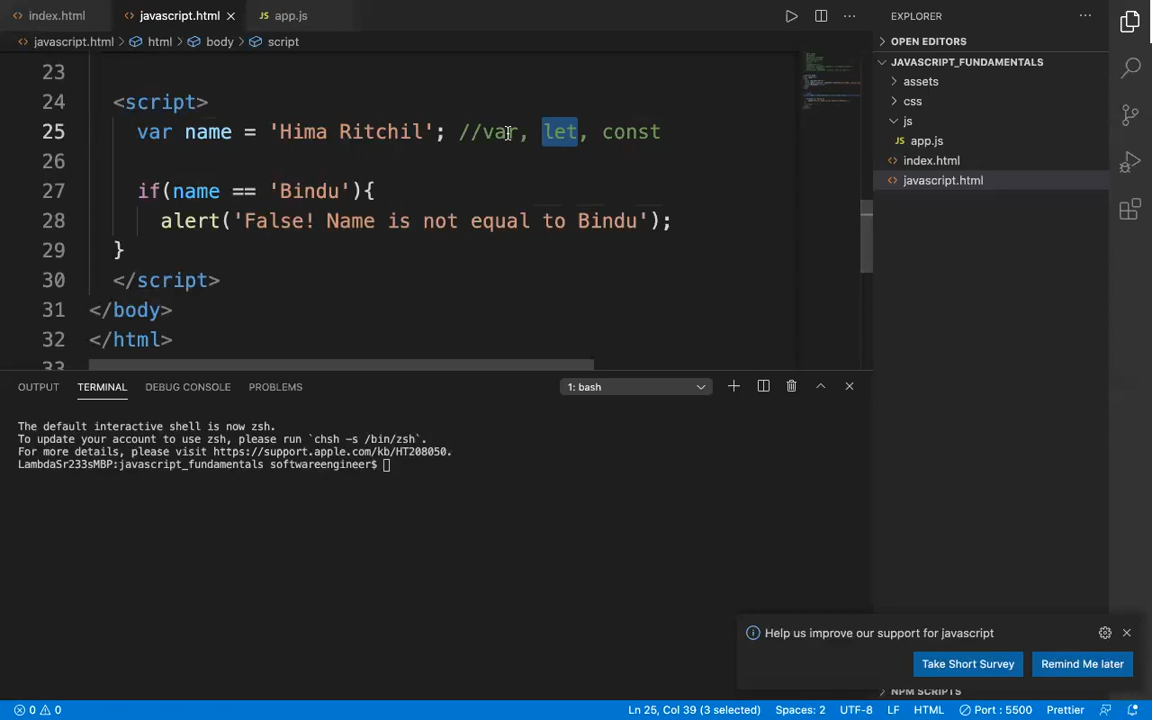 index.html
javascript.html
app.js
EXPLORER
javascript.html > html > body > script
OPEN EDITORS
JAVASCRIPT_FUNDAMENTALS
assets
css
js
app.js
index.html
javascript.html
23
24 <script>
25 var name = 'Hima Ritchil'; //var, let, const
26
27 if(name == 'Bindu'){
28 alert('False! Name is not equal to Bindu');
29 }
30 </script>
31 </body>
32 </html>
OUTPUT TERMINAL DEBUG CONSOLE PROBLEMS
1: bash
The default interactive shell is now zsh.
To update your account to use zsh, please run `chsh -s /bin/zsh`.
For more details, please visit https://support.apple.com/kb/HT208050.
LambdaSr233sMBP:javascript_fundamentals softwareengineer$
Help us improve our support for javascript
Take Short Survey
Remind Me later
NPM SCRIPTS
0 0
Ln 25, Col 39 (3 selected)
Spaces: 2
UTF-8
LF
HTML
Port : 5500
Prettier